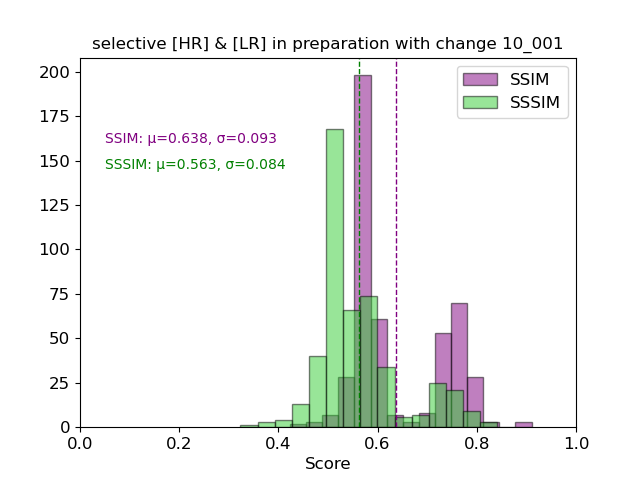 selective [HR] & [LR] in preparation with change 10_001
SSIM
SSSIM
SSIM: μ=0.638, σ=0.093
SSSIM: μ=0.563, σ=0.084
200
175
150
125
100
75
50
25
0
0.0 0.2 0.4 0.6 0.8 1.0
Score